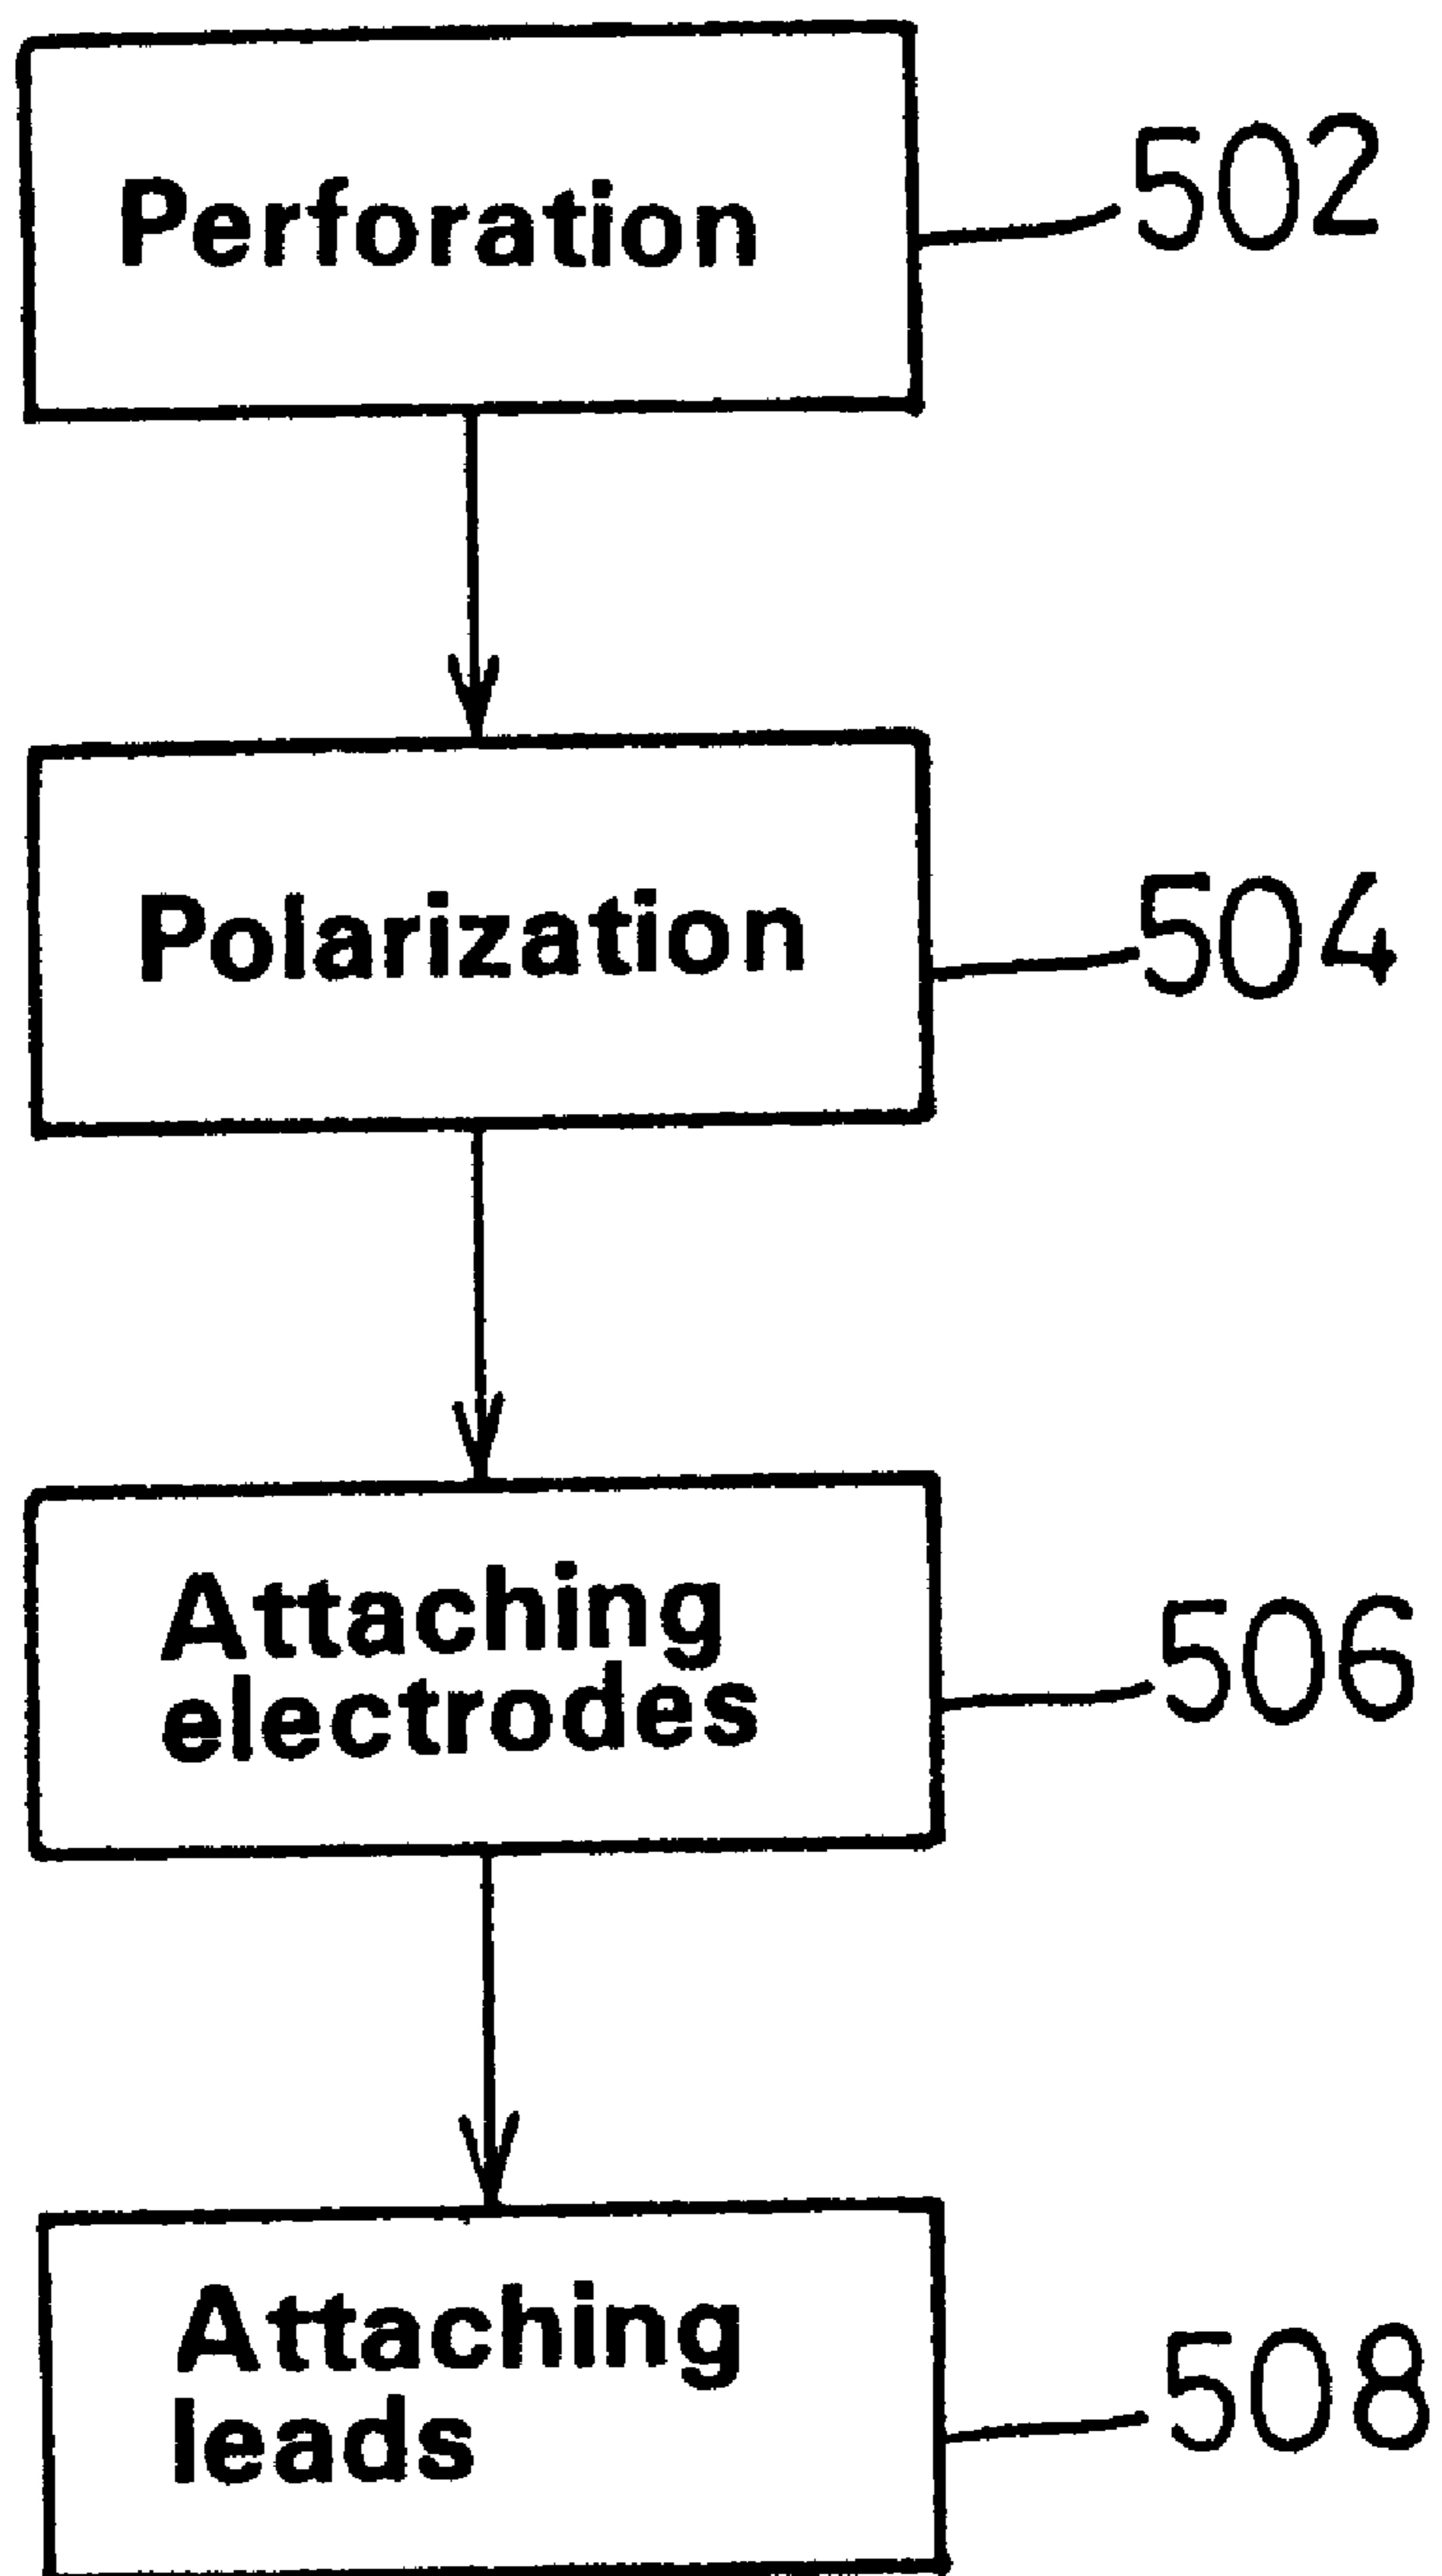 Perforation
502
Polarization
504
Attaching
electrodes
506
Attaching
leads
508